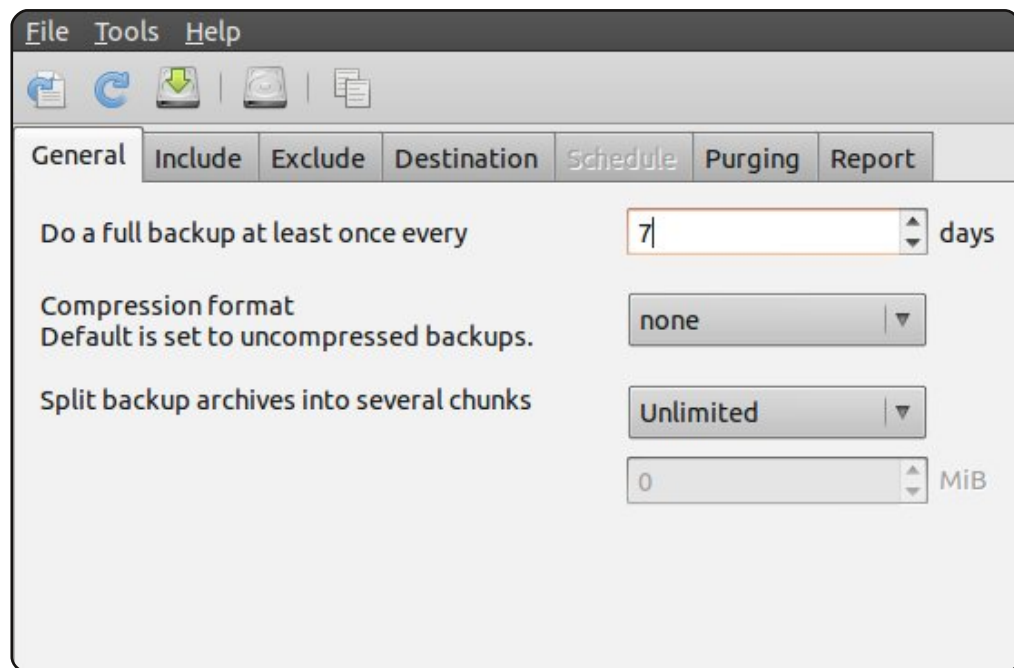 File Tools Help
General Include Exclude Destination Schedule Purging Report
Do a full backup at least once every 7 days
Compression format
Default is set to uncompressed backups. none
Split backup archives into several chunks Unlimited
0 MiB